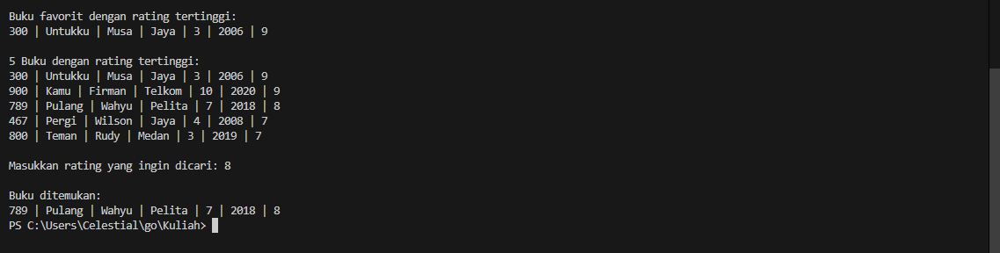 Buku favorit dengan rating tertinggi:
300 | Untukku | Musa | Jaya | 3 | 2006 | 9
5 Buku dengan rating tertinggi:
300 | Untukku | Musa | Jaya | 3 | 2006 | 9
900 | Kamu | Firman | Telkom | 10 | 2020 | 9
789 | Pulang | Wahyu | Pelita | 7 | 2018 | 8
467 | Pergi | Wilson | Jaya | 4 | 2008 | 7
800 | Teman | Rudy | Medan | 3 | 2019 | 7
Masukkan rating yang ingin dicari: 8
Buku ditemukan:
789 | Pulang | Wahyu | Pelita | 7 | 2018 | 8
PS C:\Users\Celestial\go\Kuliah>